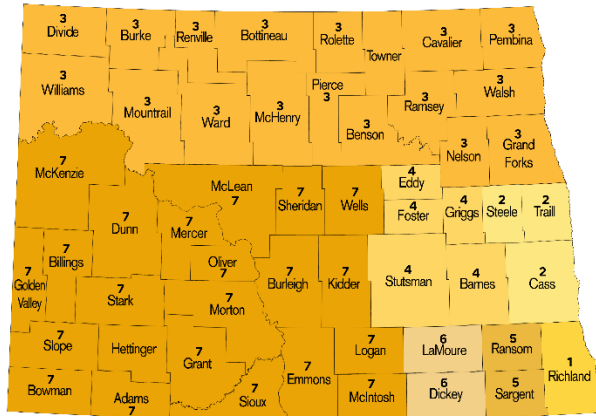 3
Divide
3
Burke
3
Renville
3
Bottineau
3
Rolette
Towner
3
Cavalier
3
Pembina
3
Williams
3
Mountrail
3
Ward
3
McHenry
Pierce
3
3
Benson
3
Ramsey
3
Walsh
3
Nelson
3
Grand
Forks
7
McKenzie
7
Dunn
McLean
7
7
Sheridan
7
Wells
4
Eddy
4
Foster
4
Griggs
2
Steele
2
Traill
7
Mercer
Oliver
7
7
Golden
Valley
7
Billings
7
Stark
7
Morton
7
Burleigh
7
Kidder
4
Stutsman
4
Barnes
2
Cass
7
Slope
Hettinger
7
Grant
7
Emmons
7
Logan
6
LaMoure
5
Ransom
1
Richland
7
Bowman
Adams
7
7
Sioux
7
McIntosh
6
Dickey
5
Sargent